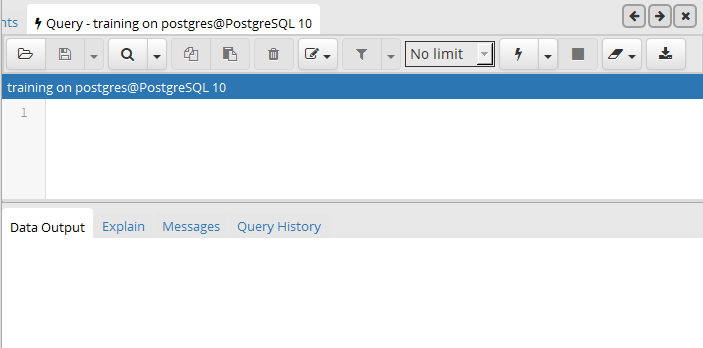 nts
Query - training on postgres@PostgreSQL 10
No limit
training on postgres@PostgreSQL 10
1
Data Output Explain Messages Query History